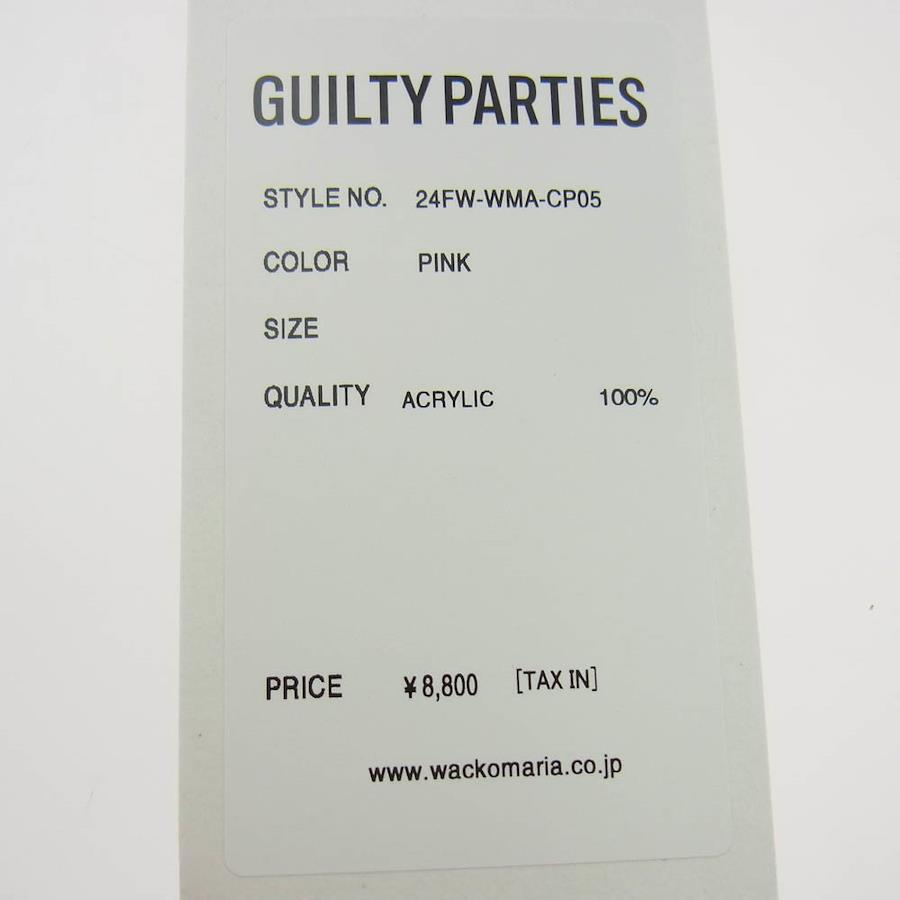 GUILTY PARTIES
STYLE NO. 24FW-WMA-CP05
COLOR PINK
SIZE
QUALITY ACRYLIC 100%
PRICE ¥8,800 [TAX IN]
www.wackomaria.co.jp